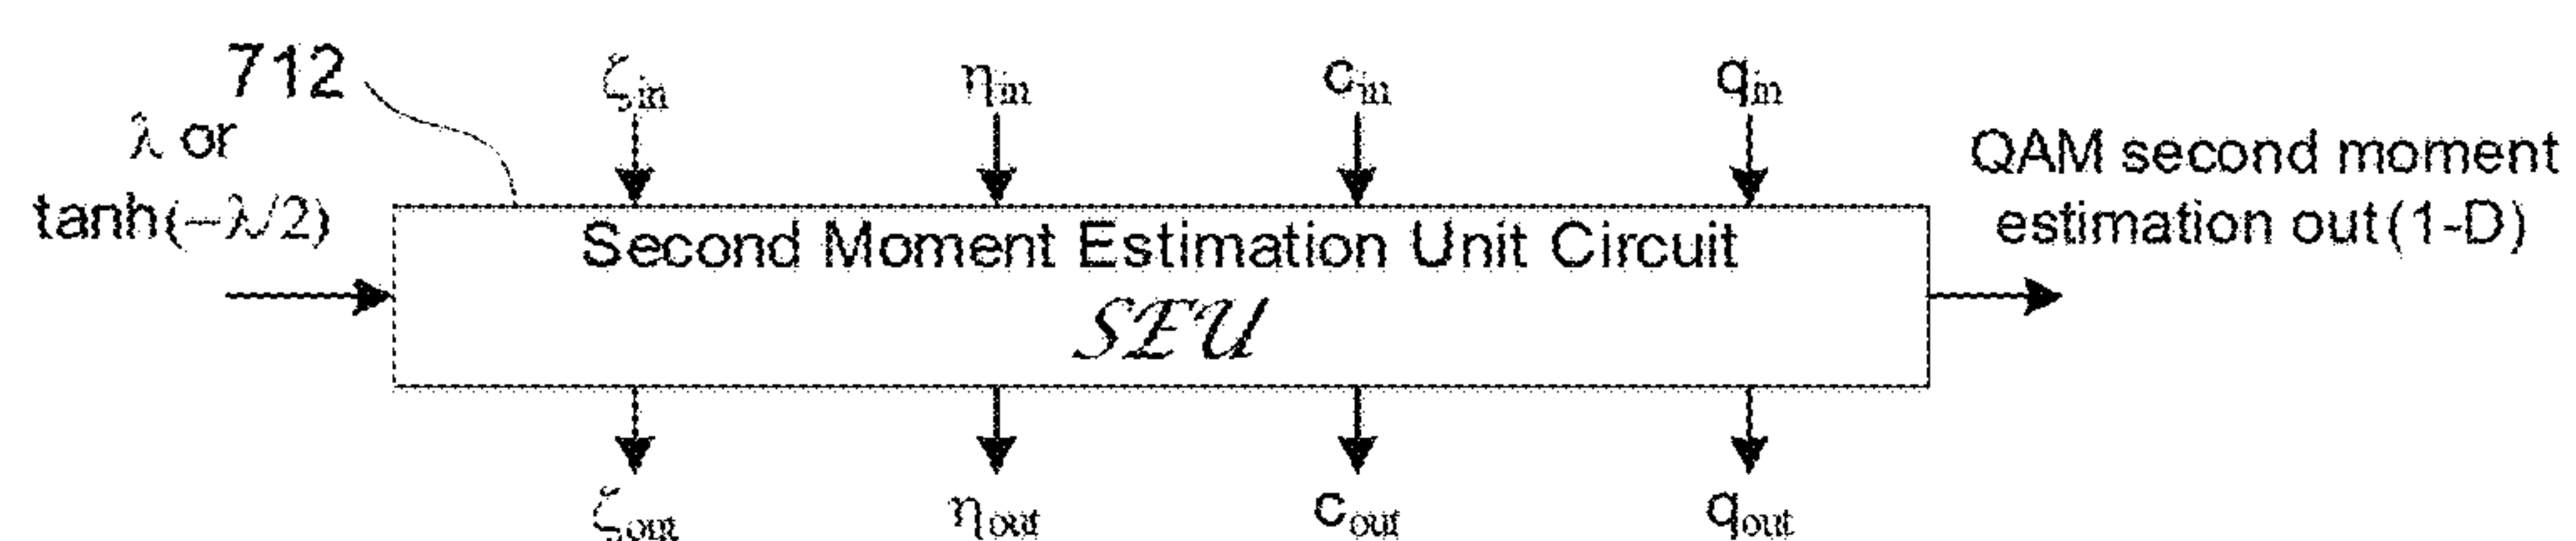 712
ζin ηin cin qin
λ or
tanh(−λ/2)
QAM second moment
estimation out(1-D)
Second Moment Estimation Unit Circuit
SEU
ζout ηout cout qout